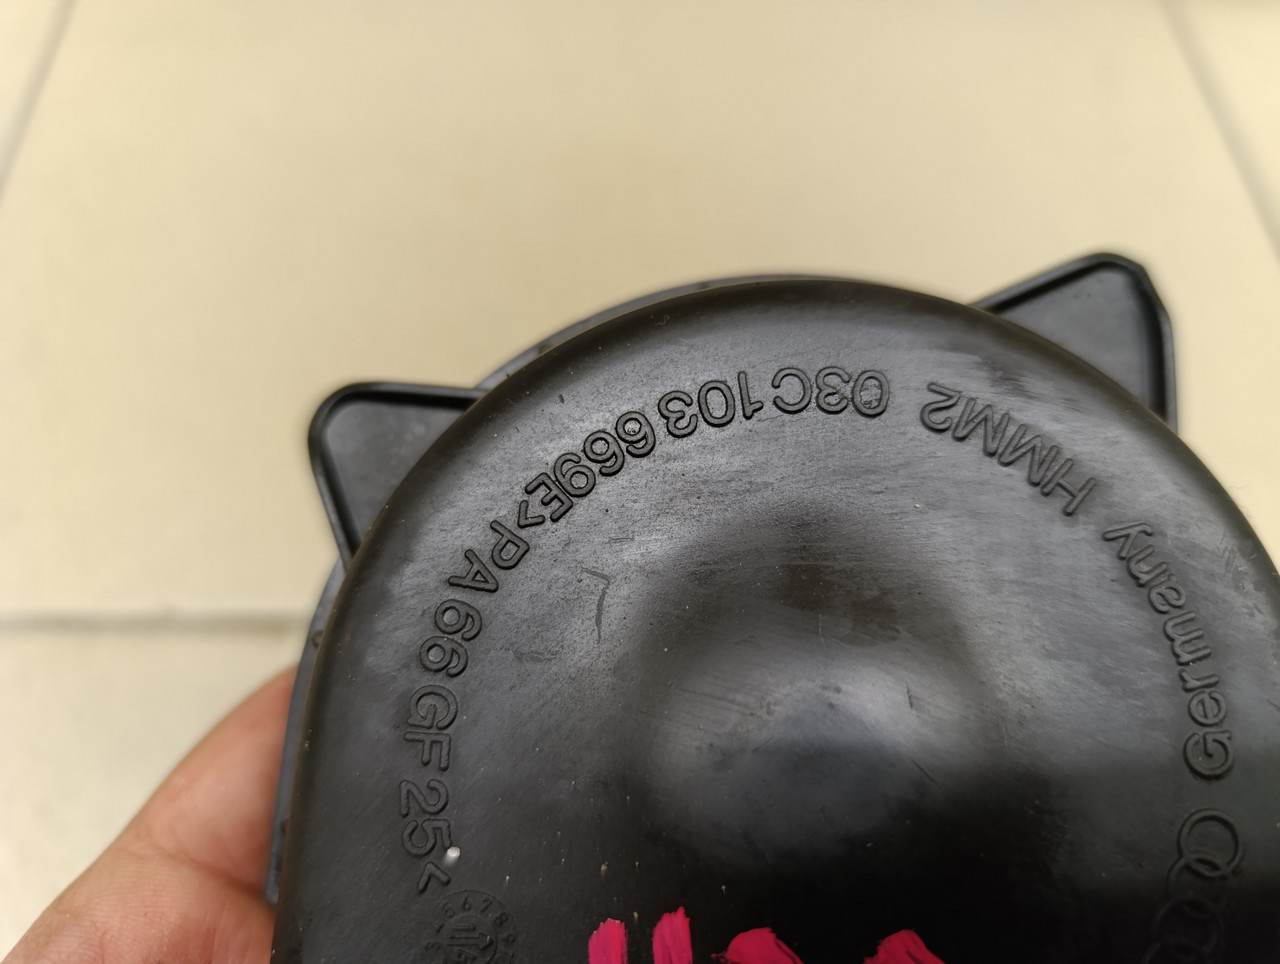 03C 103 669E >PA 66 GF 25<
HMM2
Germany